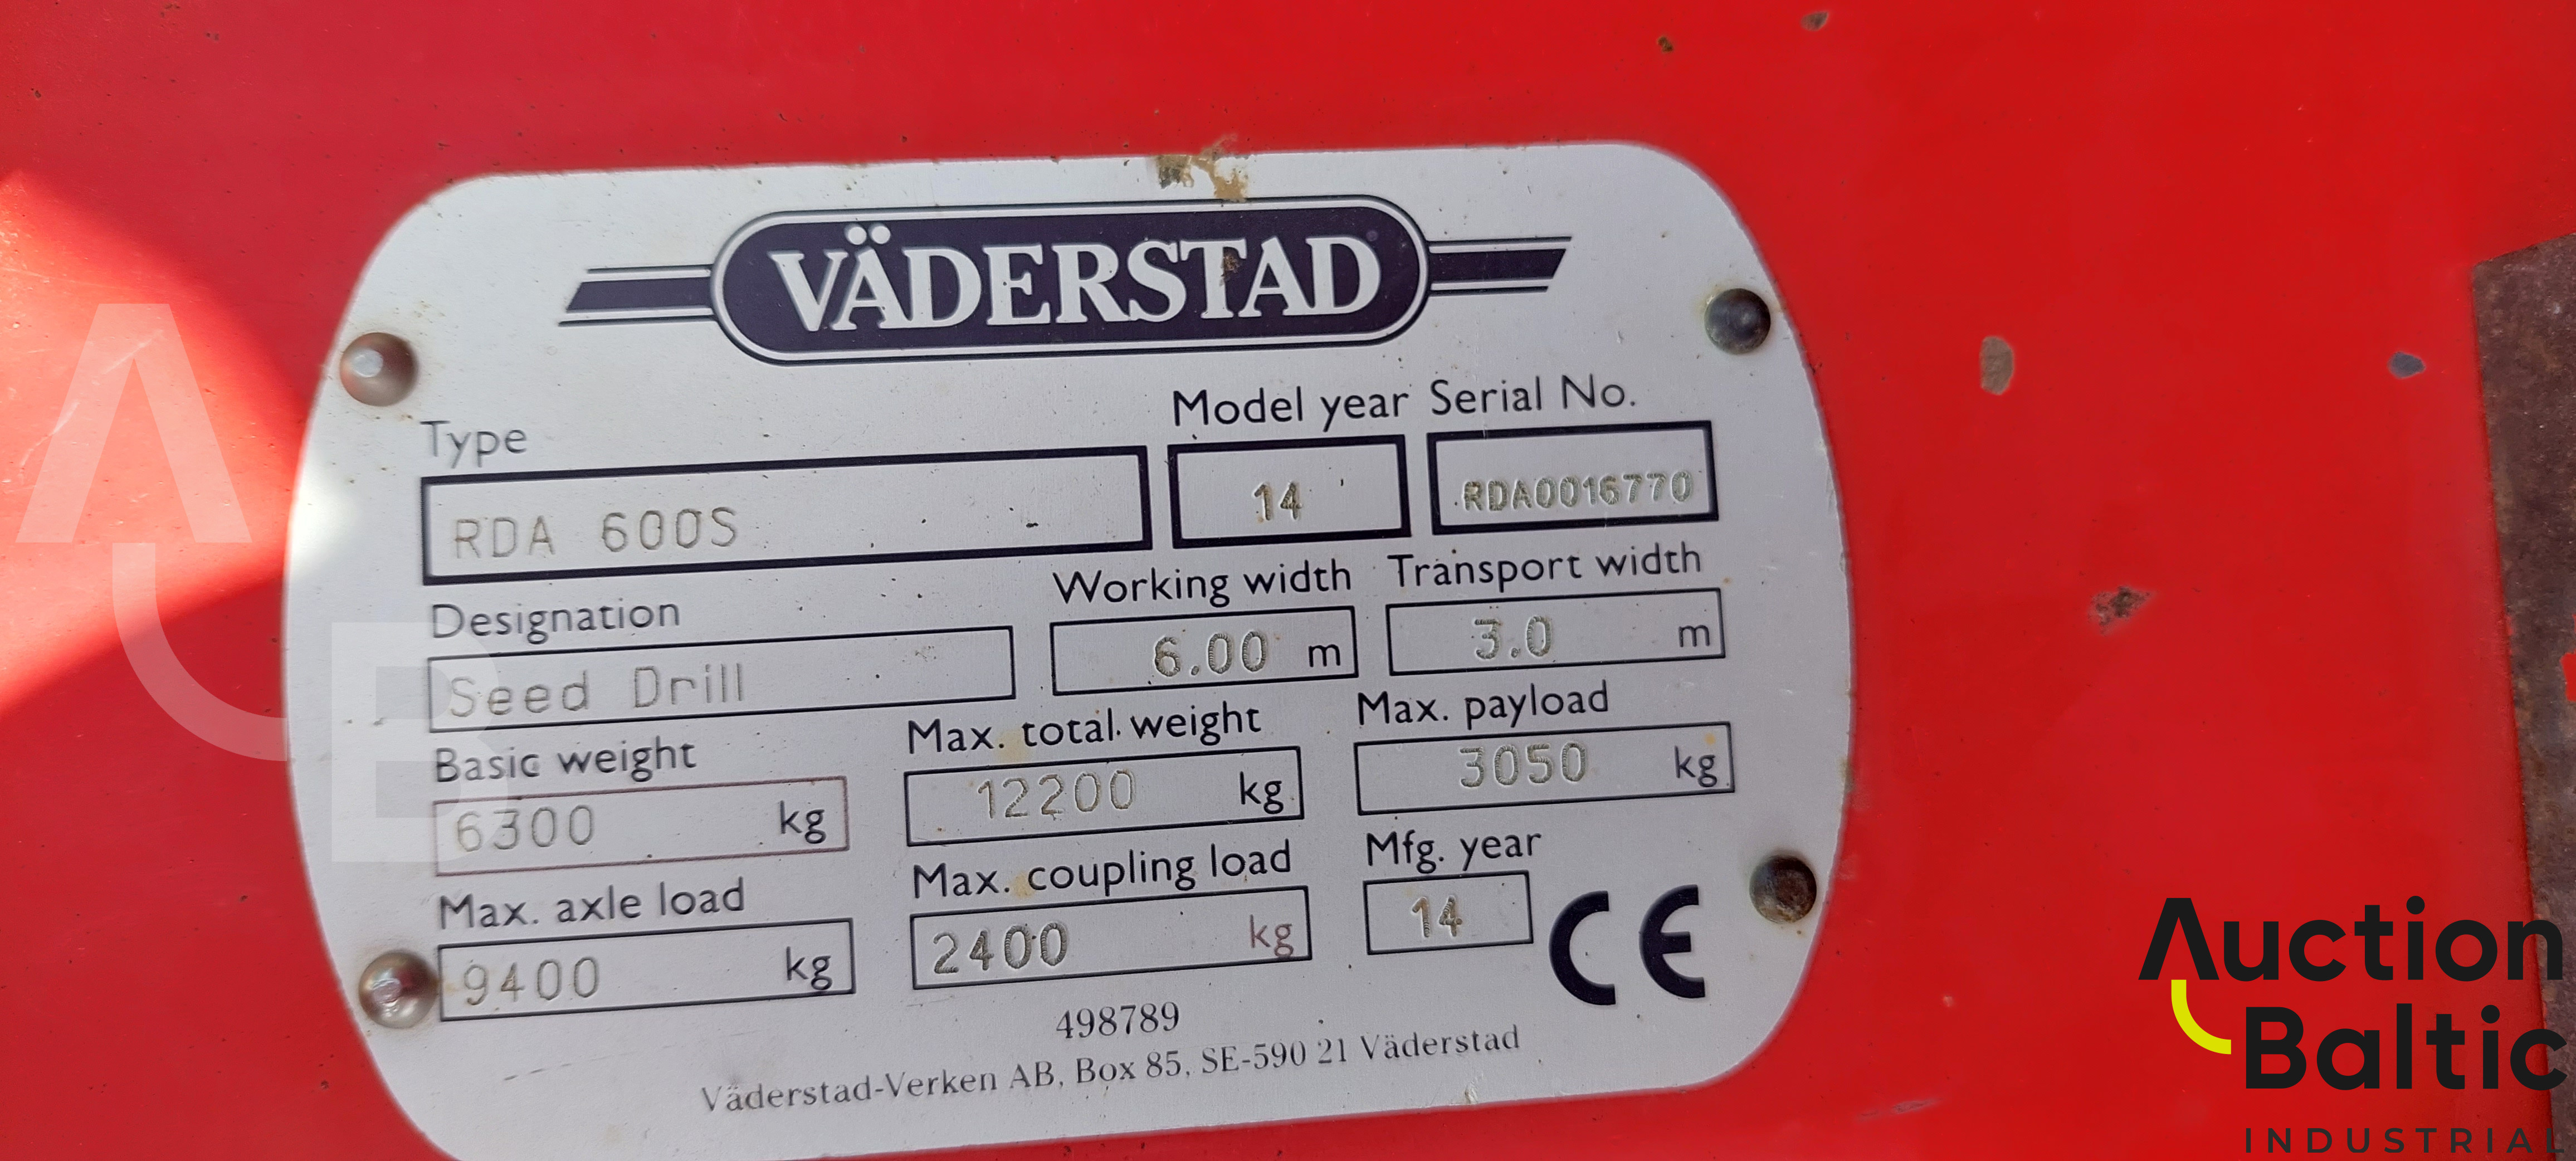 VÄDERSTAD
Type
Model year
Serial No.
RDA 600S
14
RDA0016770
Designation
Working width
Transport width
Seed Drill
6.00 m
3.0 m
Basic weight
Max. total weight
Max. payload
6300 kg
12200 kg
3050 kg
Max. axle load
Max. coupling load
Mfg. year
9400 kg
2400 kg
14
CE
498789
Väderstad-Verken AB, Box 85, SE-590 21 Väderstad
AB
Auction
Baltic
INDUSTRIAL